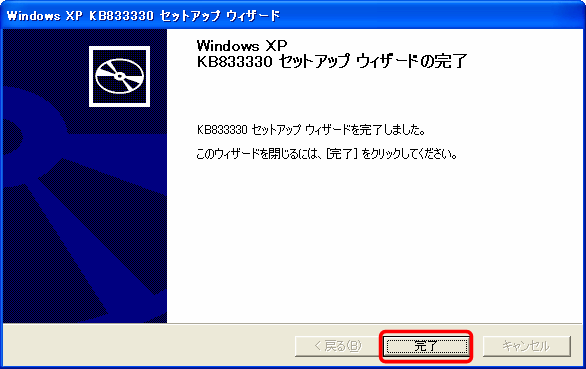 Windows XP KB833330 セットアップ ウィザード
Windows XP
KB833330 セットアップ ウィザードの完了
KB833330 セットアップ ウィザードを完了しました。
このウィザードを閉じるには、[完了] をクリックしてください。
< 戻る(B)
完了
キャンセル